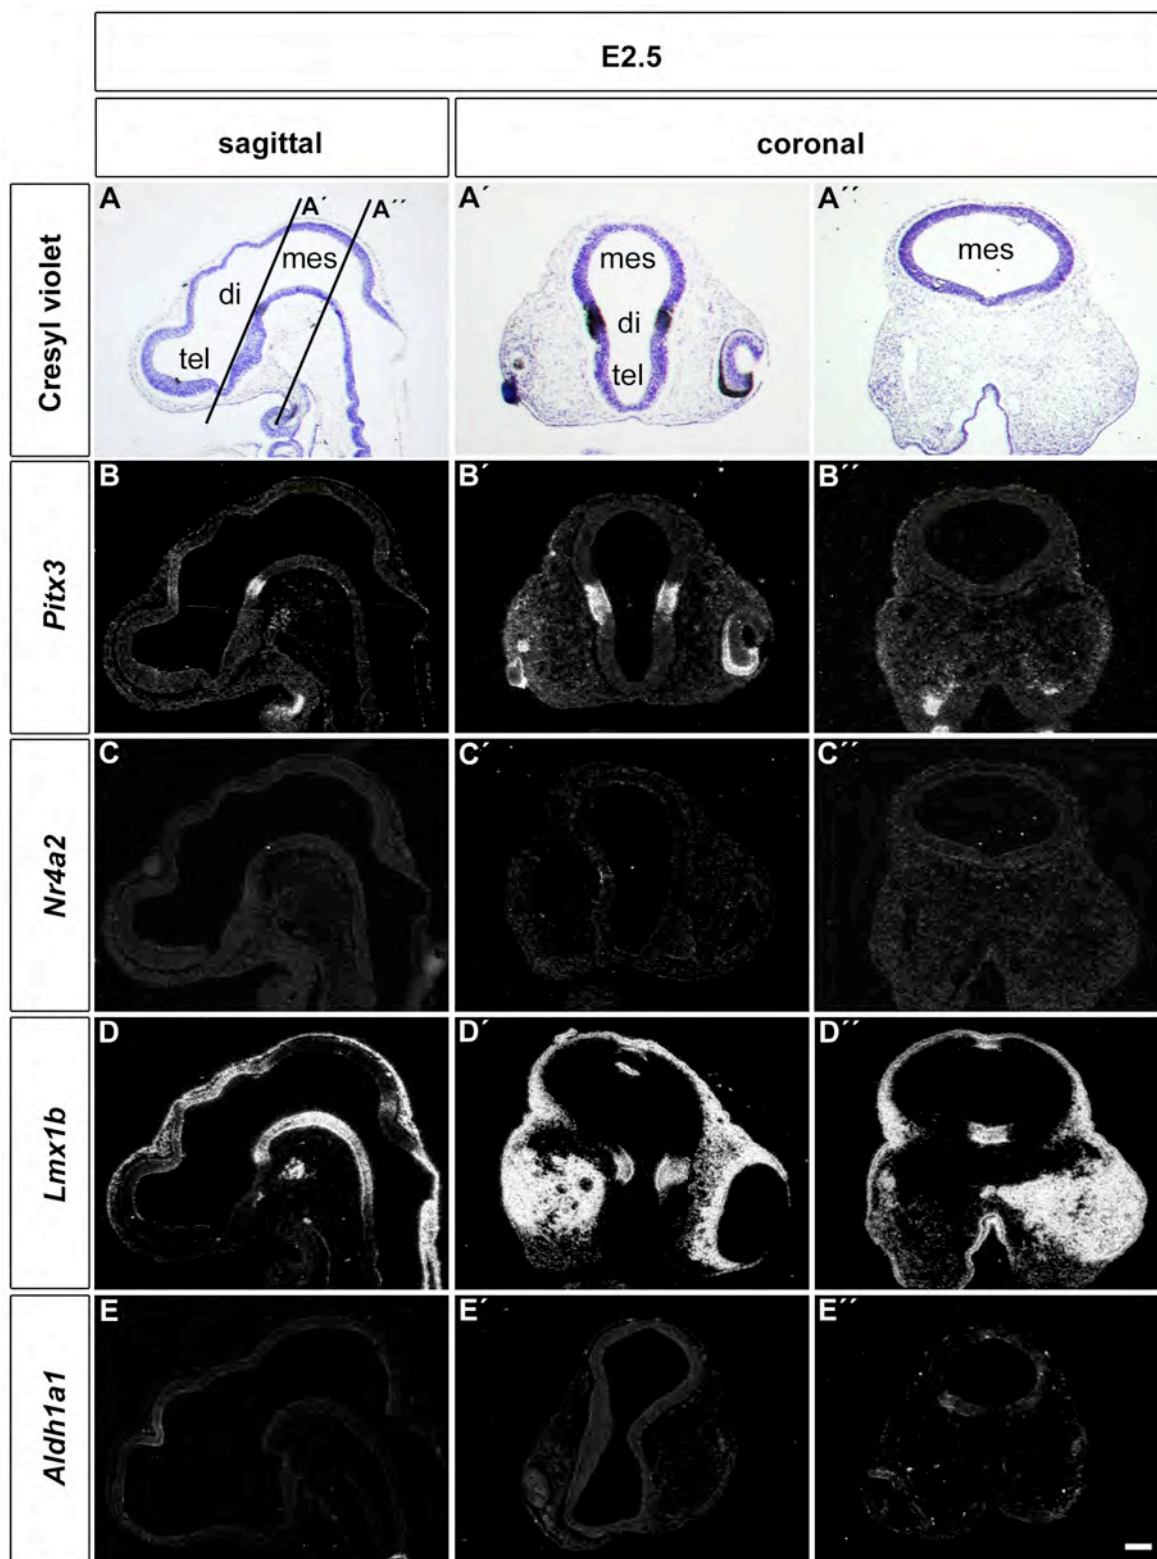 E2.5
sagittal
coronal
Cresyl violet
A
A´
A´´
mes
di
tel
A´
mes
di
tel
A´´
mes
Pitx3
B
B´
B´´
Nr4a2
C
C´
C´´
Lmx1b
D
D´
D´´
Aldh1a1
E
E´
E´´